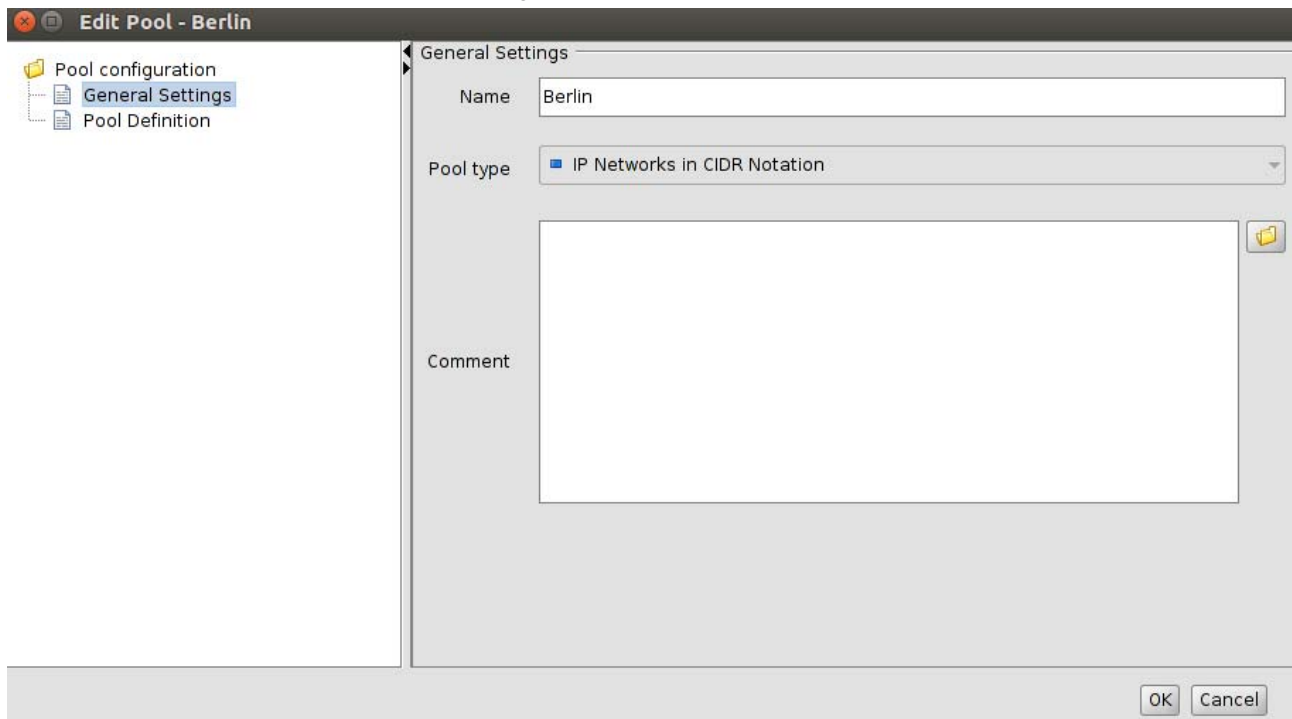 Edit Pool - Berlin
Pool configuration
General Settings
Pool Definition
General Settings
Name
Berlin
Pool type
IP Networks in CIDR Notation
Comment
OK
Cancel